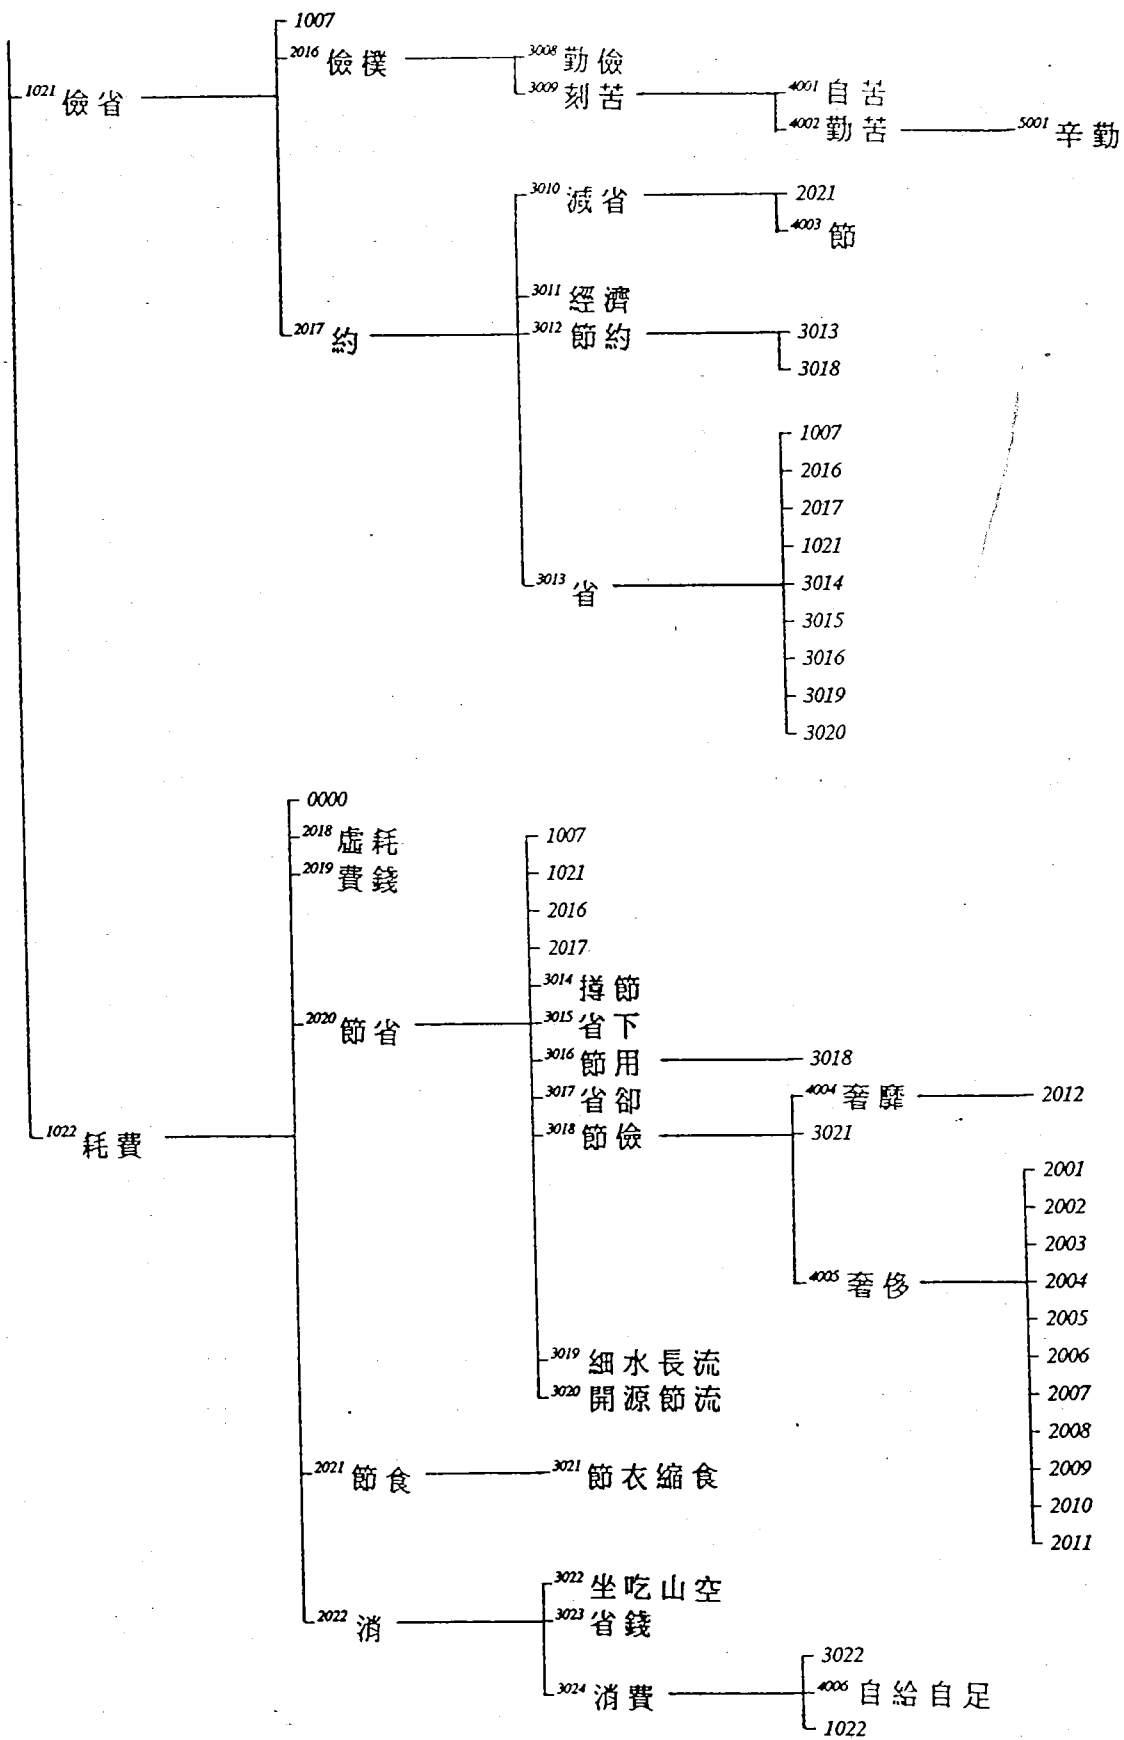 1007
2016 儉樸
3008 勤儉
3009 刻苦
1021 儉省
4001 自苦
4002 勤苦
5001 辛勤
3010 減省
2021
4003 節
3011 經濟
2017 約
3012 節約
3013
3018
1007
2016
2017
1021
3013 省
3014
3015
3016
3019
3020
0000
2018 虛耗
1007
2019 費錢
1021
2016
2017
3014 撙節
2020 節省
3015 省下
3016 節用
3018
3017 省卻
4004 奢靡
2012
1022 耗費
3018 節儉
3021
2001
2002
2003
4005 奢侈
2004
2005
3019 細水長流
2006
3020 開源節流
2007
2008
2021 節食
3021 節衣縮食
2009
2010
2011
3022 坐吃山空
2022 消
3023 省錢
3022
3024 消費
4006 自給自足
1022